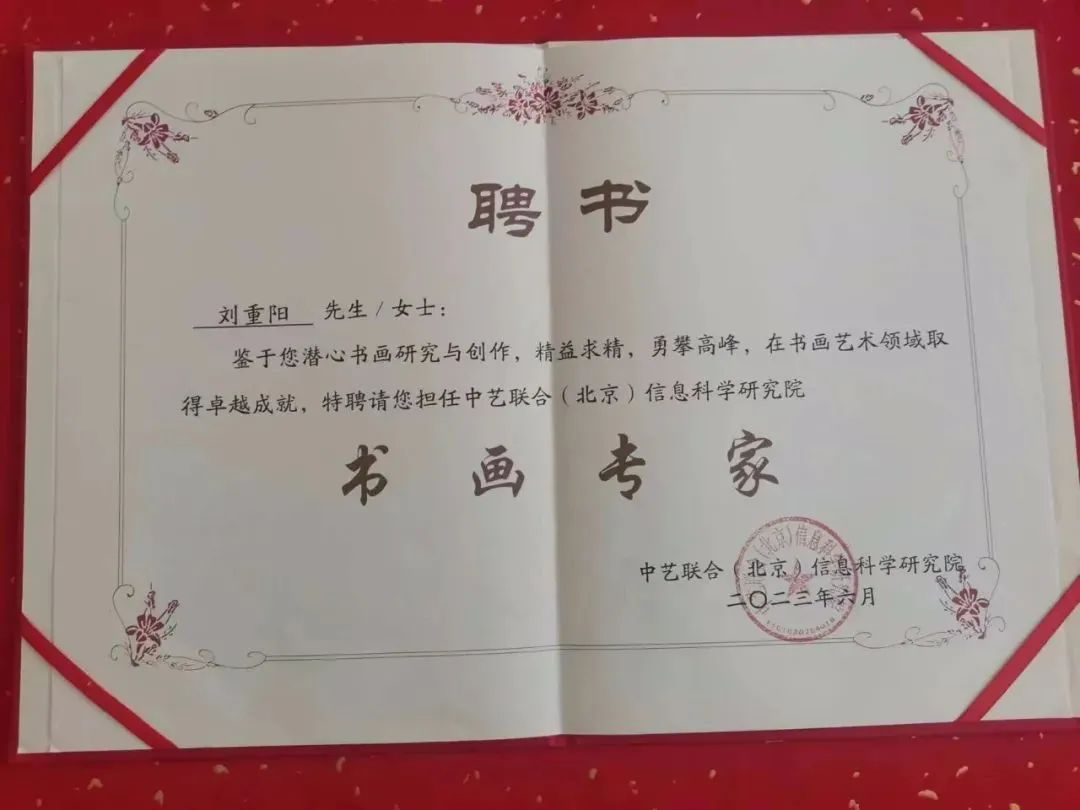 聘书
刘重阳 先生/女士：
鉴于您潜心书画研究与创作，精益求精，勇攀高峰，在书画艺术领域取
得卓越成就，特聘请您担任中艺联合（北京）信息科学研究院
书画专家
中艺联合（北京）信息科学研究院
二〇二三年六月